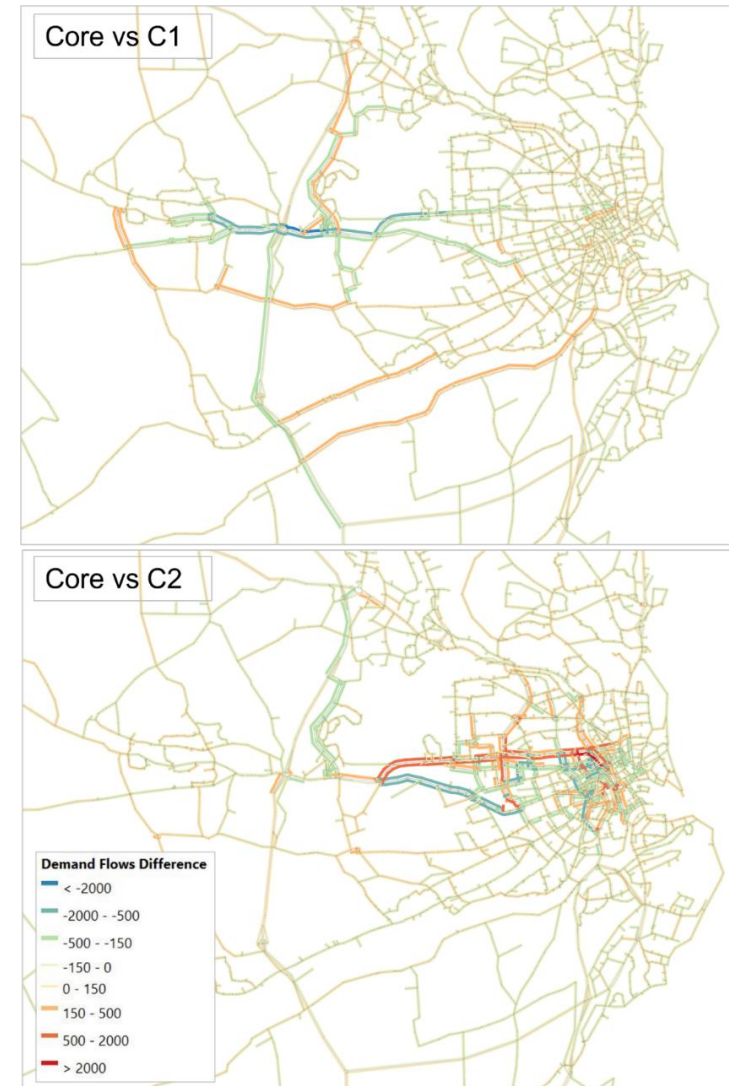 Core vs C1
Core vs C2
Demand Flows Difference
< -2000
-2000 - -500
-500 - -150
-150 - 0
0 - 150
150 - 500
500 - 2000
> 2000